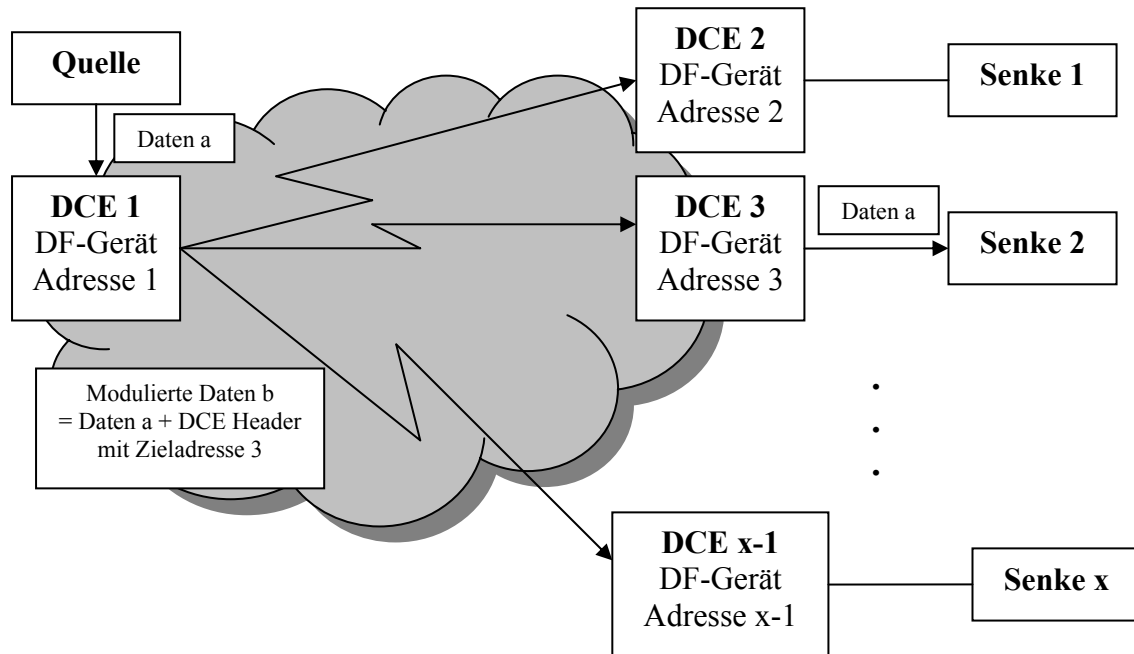 Quelle
Daten a
DCE 1
DF-Gerät
Adresse 1
Modulierte Daten b
= Daten a + DCE Header
mit Zieladresse 3
DCE 2
DF-Gerät
Adresse 2
Senke 1
DCE 3
DF-Gerät
Adresse 3
Daten a
Senke 2
.
.
.
DCE x-1
DF-Gerät
Adresse x-1
Senke x